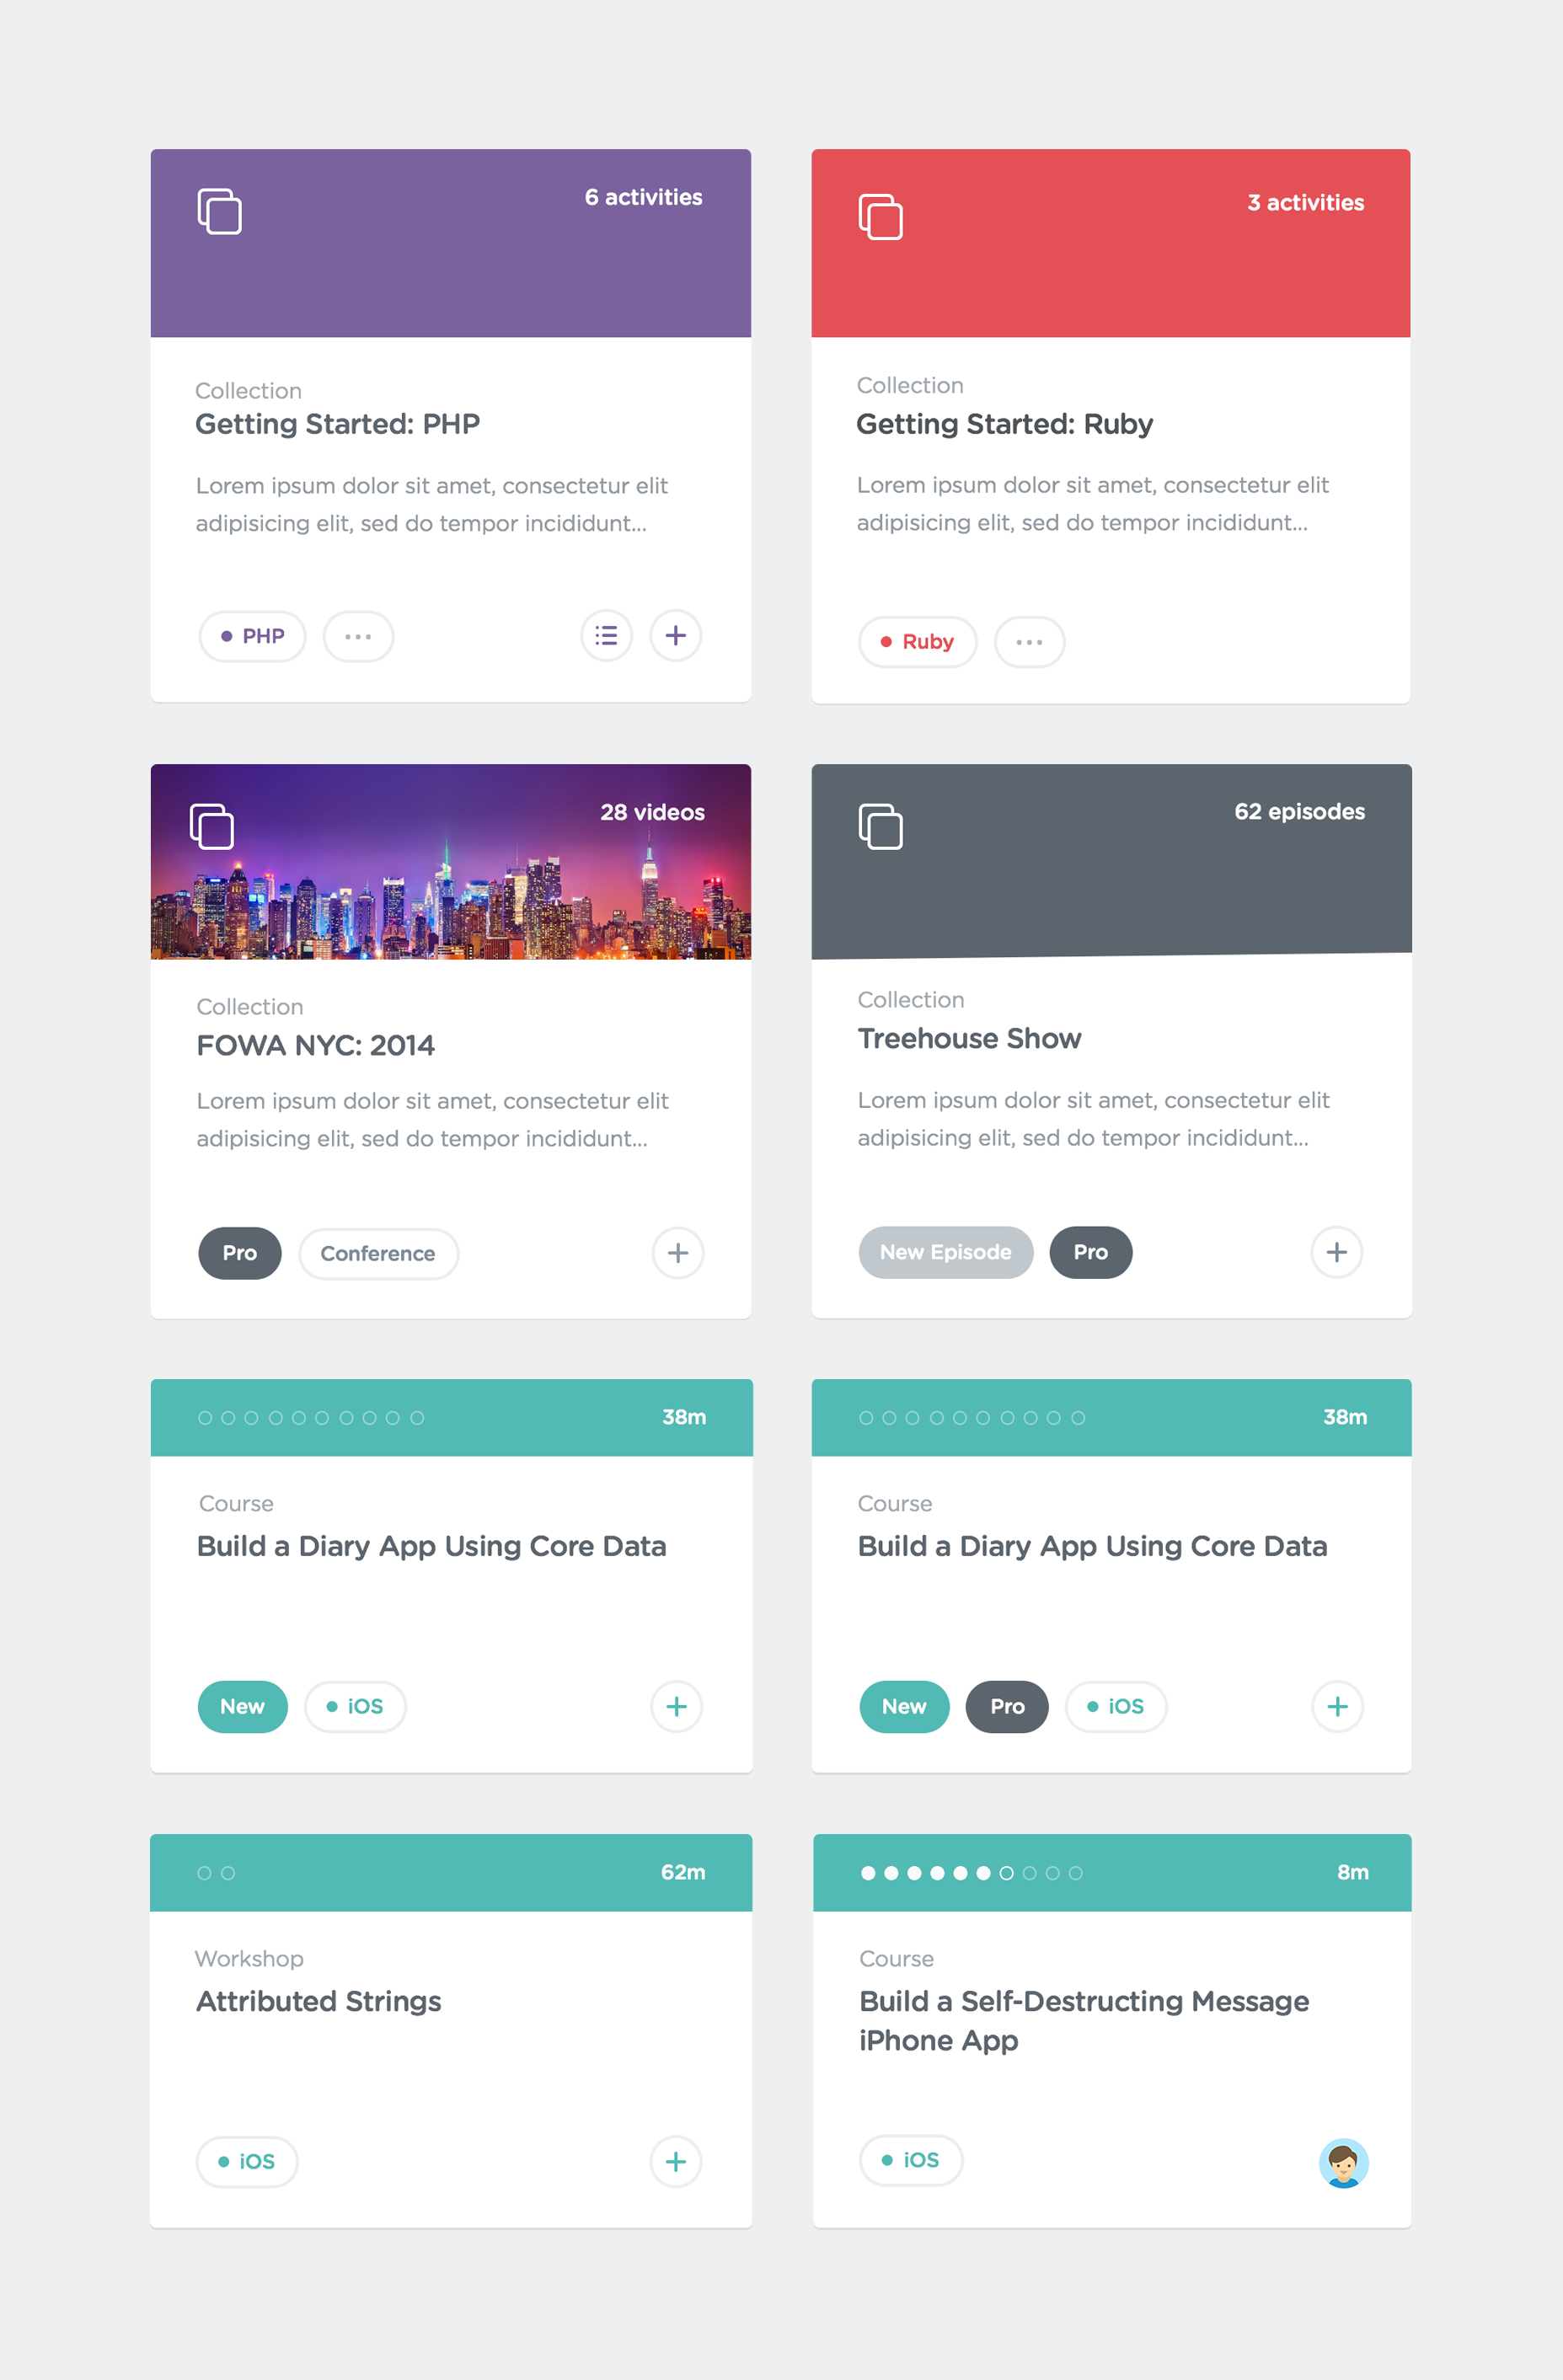 6 activities
Collection
Getting Started: PHP
Lorem ipsum dolor sit amet, consectetur elit
adipisicing elit, sed do tempor incididunt...
PHP
3 activities
Collection
Getting Started: Ruby
Lorem ipsum dolor sit amet, consectetur elit
adipisicing elit, sed do tempor incididunt...
Ruby
28 videos
Collection
FOWA NYC: 2014
Lorem ipsum dolor sit amet, consectetur elit
adipisicing elit, sed do tempor incididunt...
Pro Conference
62 episodes
Collection
Treehouse Show
Lorem ipsum dolor sit amet, consectetur elit
adipisicing elit, sed do tempor incididunt...
New Episode Pro
38m
Course
Build a Diary App Using Core Data
New iOS
38m
Course
Build a Diary App Using Core Data
New Pro iOS
62m
Workshop
Attributed Strings
iOS
8m
Course
Build a Self-Destructing Message
iPhone App
iOS